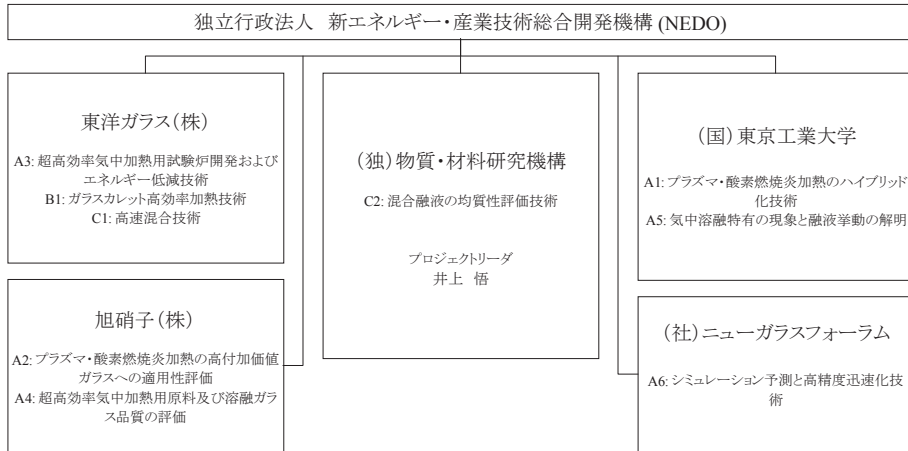 独立行政法人　新エネルギー・産業技術総合開発機構 (NEDO)
東洋ガラス(株)
A3: 超高効率気中加熱用試験炉開発および
エネルギー低減技術
B1: ガラスカレット高効率加熱技術
C1: 高速混合技術
旭硝子(株)
A2: プラズマ・酸素燃焼炎加熱の高付加価値
ガラスへの適用性評価
A4: 超高効率気中加熱用原料及び溶融ガラ
ス品質の評価
(独)物質・材料研究機構
C2: 混合融液の均質性評価技術
プロジェクトリーダ
井上　悟
(国)東京工業大学
A1: プラズマ・酸素燃焼炎加熱のハイブリッド
化技術
A5: 気中溶融特有の現象と融液挙動の解明
(社)ニューガラスフォーラム
A6: シミュレーション予測と高精度迅速化技
術